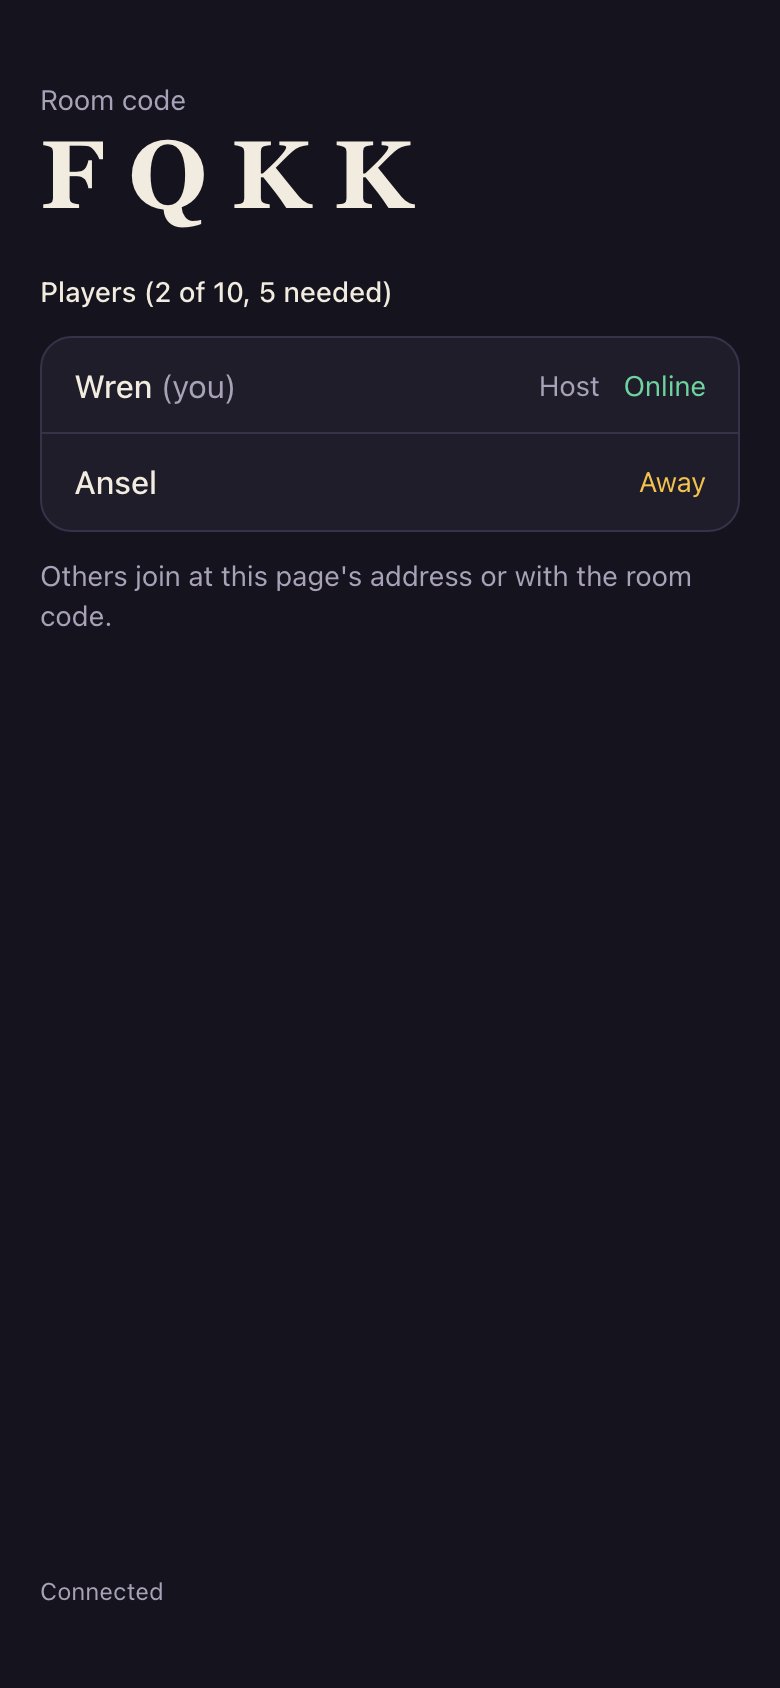 Room code
FQKK
Players (2 of 10, 5 needed)
Wren (you) Host Online
Ansel Away
Others join at this page's address or with the room
code.
Connected